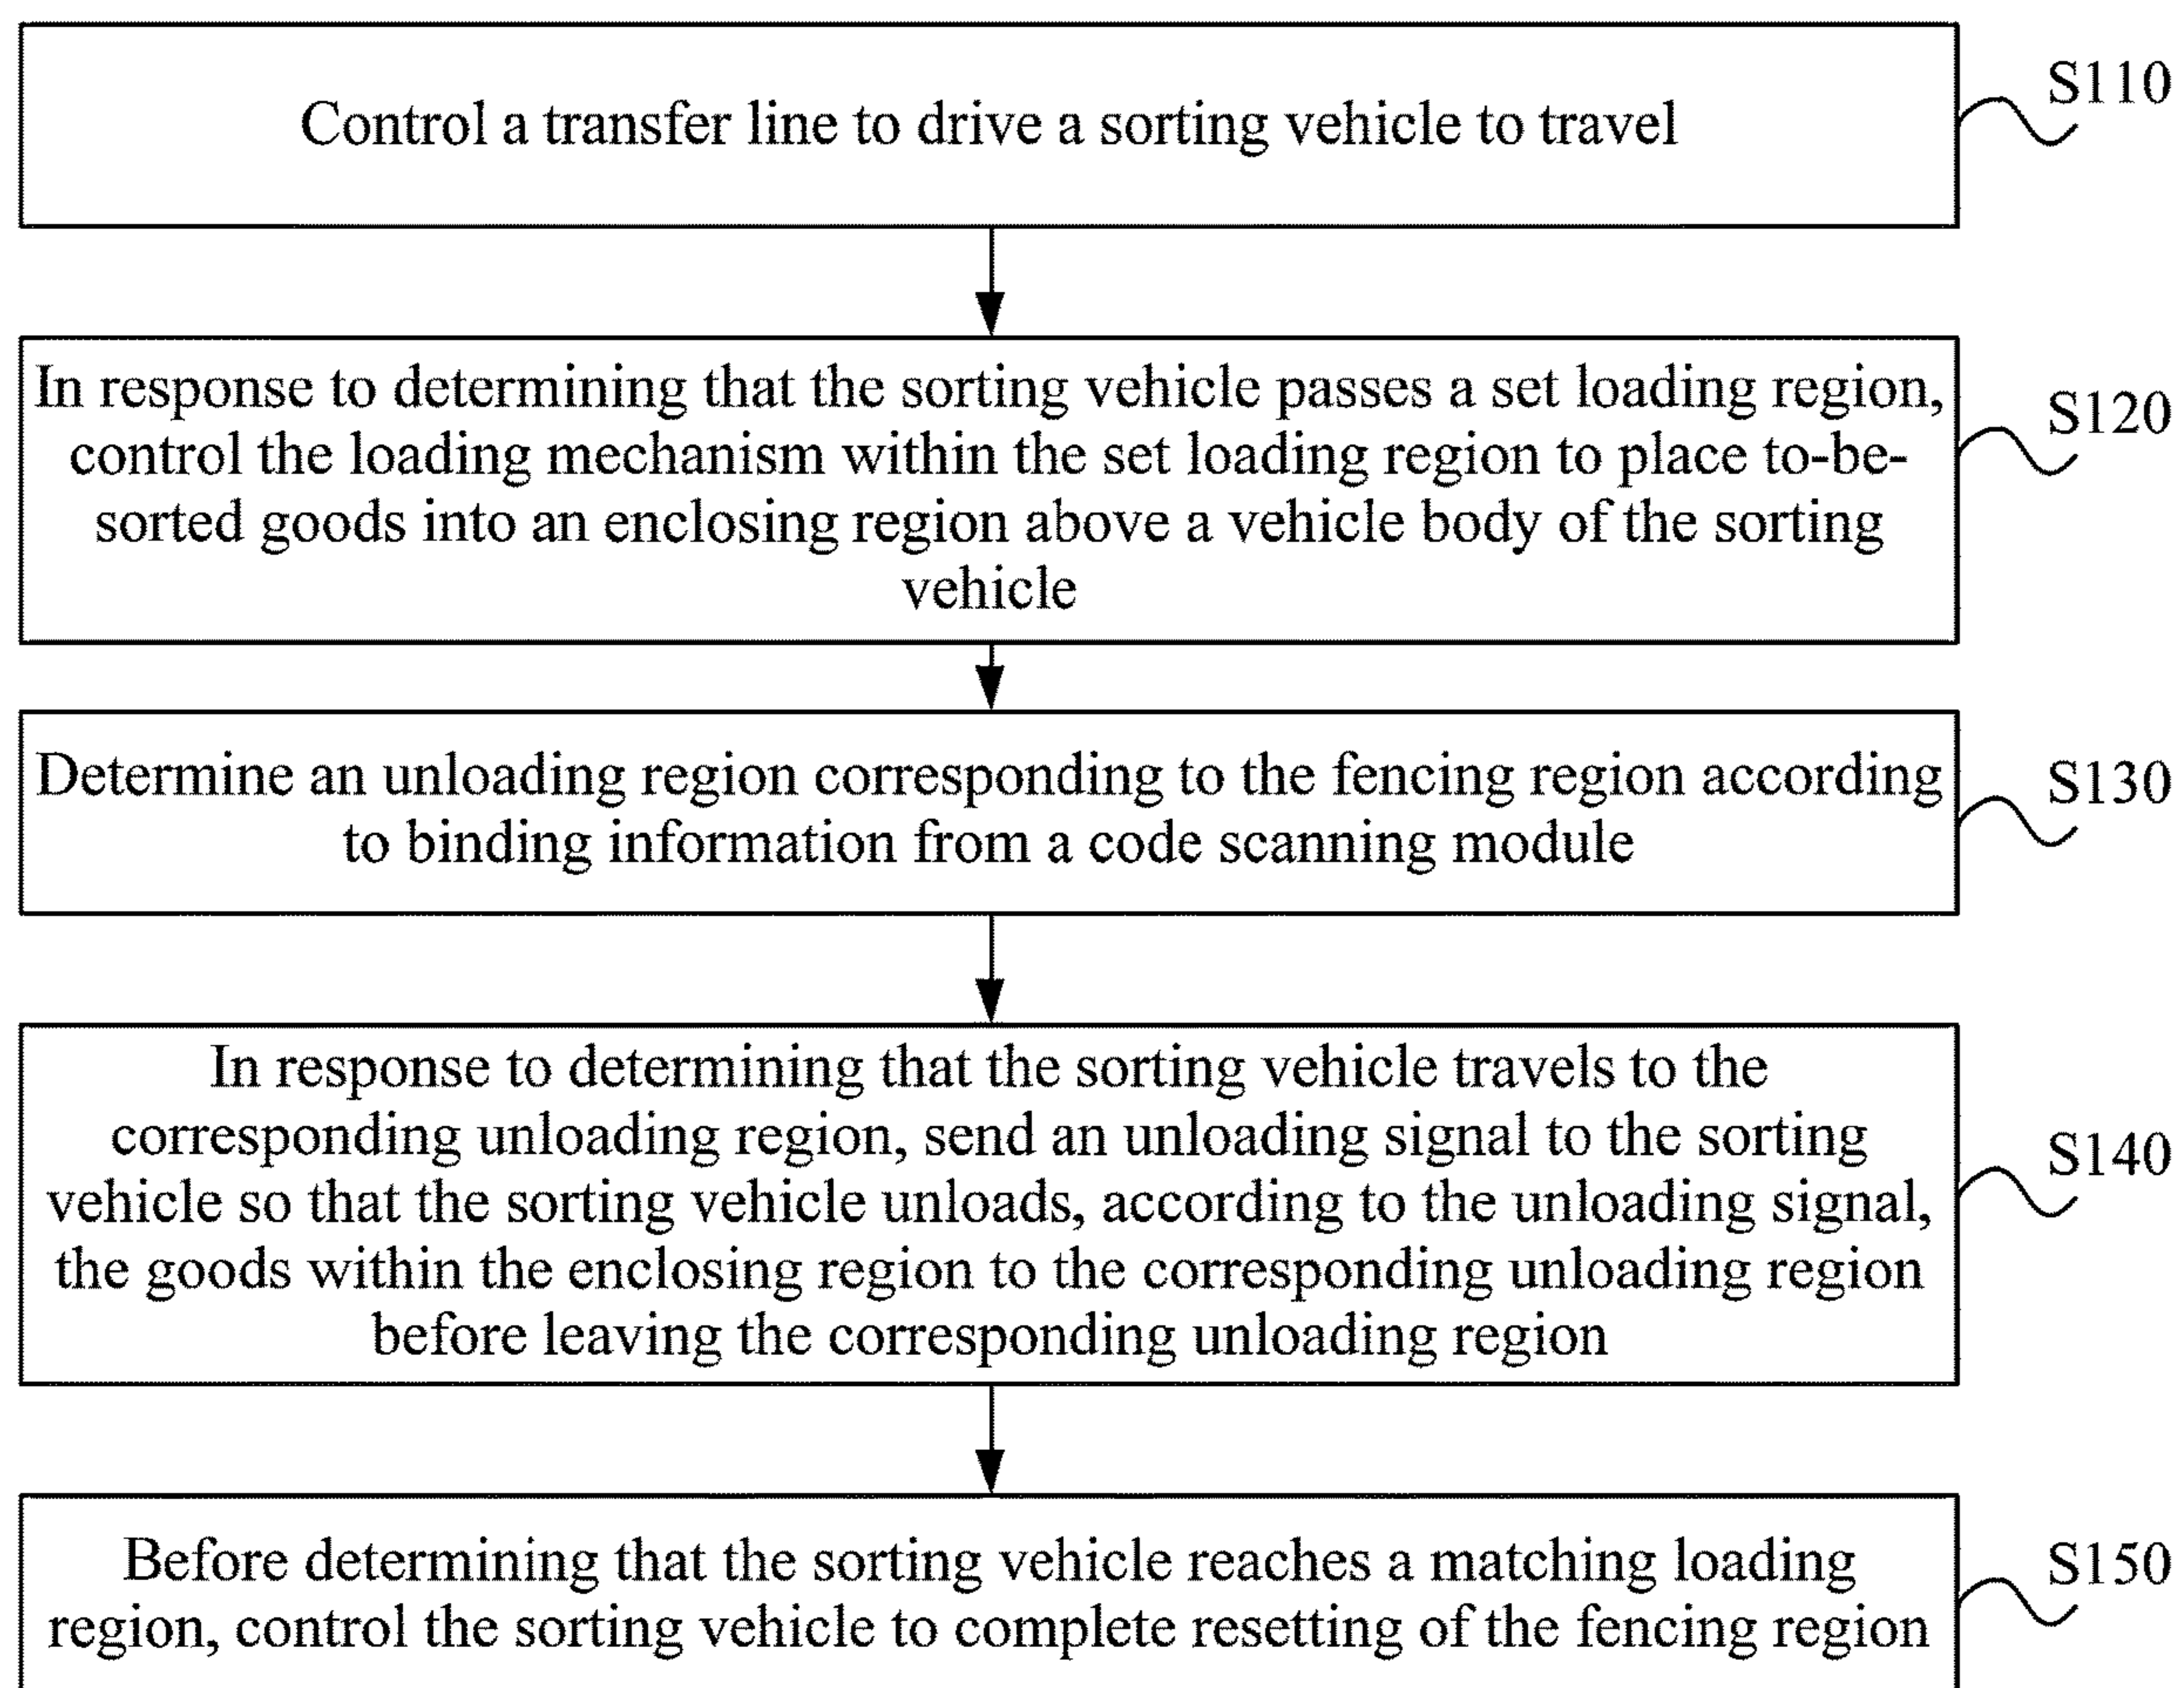 Control a transfer line to drive a sorting vehicle to travel
S110
In response to determining that the sorting vehicle passes a set loading region,
control the loading mechanism within the set loading region to place to-be-
sorted goods into an enclosing region above a vehicle body of the sorting
vehicle
S120
Determine an unloading region corresponding to the fencing region according
to binding information from a code scanning module
S130
In response to determining that the sorting vehicle travels to the
corresponding unloading region, send an unloading signal to the sorting
vehicle so that the sorting vehicle unloads, according to the unloading signal,
the goods within the enclosing region to the corresponding unloading region
before leaving the corresponding unloading region
S140
Before determining that the sorting vehicle reaches a matching loading
region, control the sorting vehicle to complete resetting of the fencing region
S150